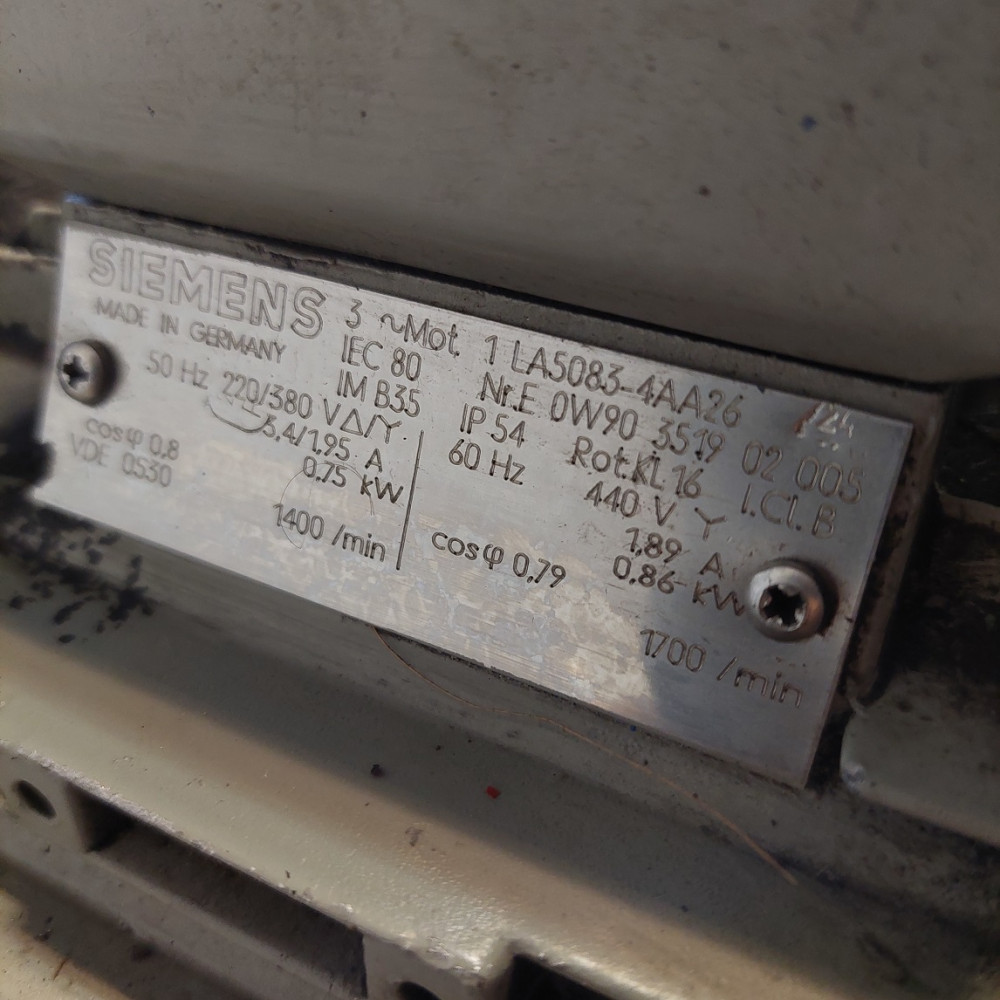 SIEMENS 3 ~Mot. 1 LA5083-4AA26
MADE IN GERMANY IEC 80 Nr.E 0W90 3519 02 005
IM B35 IP 54 Rot.KL 16 I.Cl. B
50 Hz 220/380 V Δ/Y 60 Hz 440 V Y
3,4/1,95 A 1,89 A
cosφ 0,8 0.75 kW cosφ 0,79 0,86 kW
VDE 0530 1400 /min 1700 /min